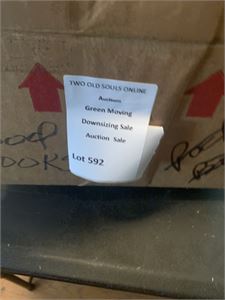 TWO OLD SOULS ONLINE
Auctions
Green Moving
Downsizing Sale
Auction Sale
Lot 592